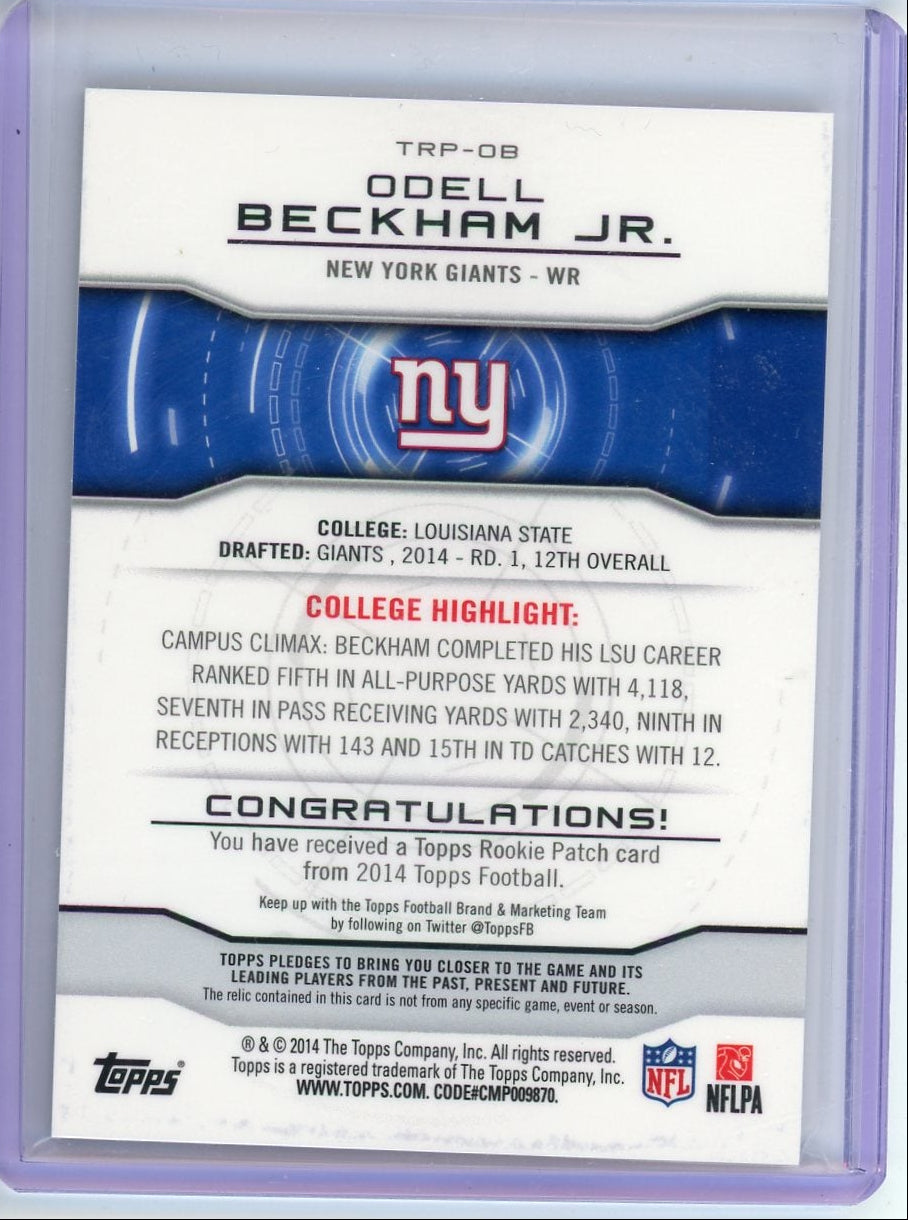 TRP-OB
ODELL
BECKHAM JR.
NEW YORK GIANTS - WR
ny
COLLEGE: LOUISIANA STATE
DRAFTED: GIANTS , 2014 - RD. 1, 12TH OVERALL
COLLEGE HIGHLIGHT:
CAMPUS CLIMAX: BECKHAM COMPLETED HIS LSU CAREER
RANKED FIFTH IN ALL-PURPOSE YARDS WITH 4,118,
SEVENTH IN PASS RECEIVING YARDS WITH 2,340, NINTH IN
RECEPTIONS WITH 143 AND 15TH IN TD CATCHES WITH 12.
CONGRATULATIONS!
You have received a Topps Rookie Patch card
from 2014 Topps Football.
Keep up with the Topps Football Brand & Marketing Team
by following on Twitter @ToppsFB
TOPPS PLEDGES TO BRING YOU CLOSER TO THE GAME AND ITS
LEADING PLAYERS FROM THE PAST, PRESENT AND FUTURE.
The relic contained in this card is not from any specific game, event or season.
® & © 2014 The Topps Company, Inc. All rights reserved.
Topps is a registered trademark of The Topps Company, Inc.
WWW.TOPPS.COM. CODE#CMP009870.
Topps®
NFL
NFLPA